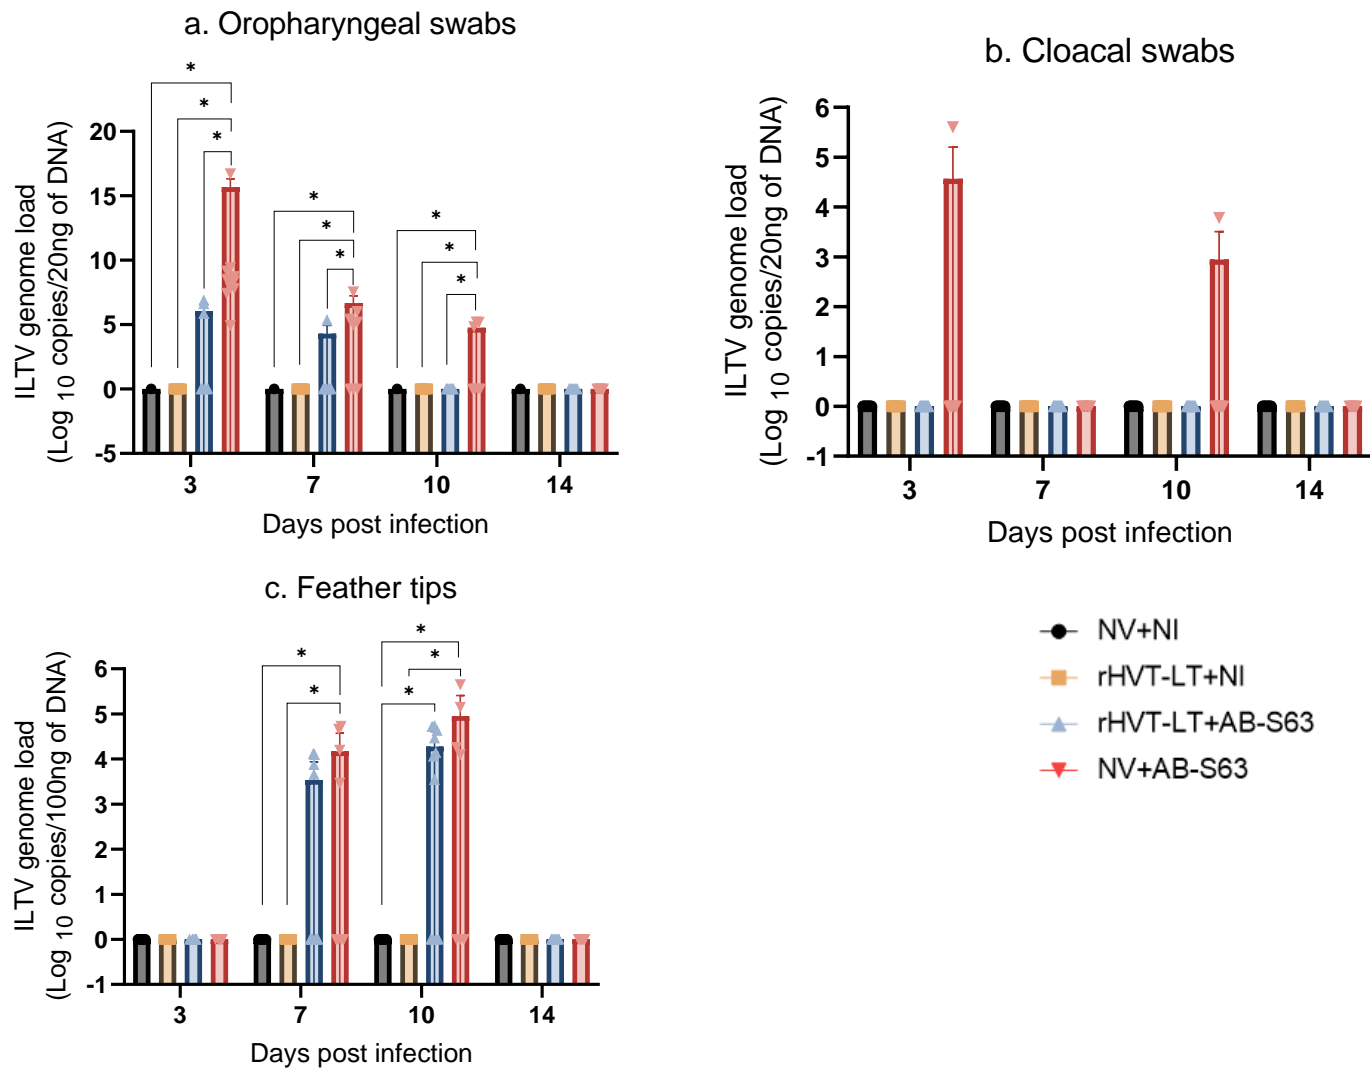 a. Oropharyngeal swabs
ILTV genome load
(Log 10 copies/20ng of DNA)
20
15
10
5
0
-5
* * *
* * *
* * *
3 7 10 14
Days post infection
b. Cloacal swabs
ILTV genome load
(Log 10 copies/20ng of DNA)
6
5
4
3
2
1
0
-1
3 7 10 14
Days post infection
c. Feather tips
ILTV genome load
(Log 10 copies/100ng of DNA)
6
5
4
3
2
1
0
-1
* *
* * *
3 7 10 14
Days post infection
NV+NI
rHVT-LT+NI
rHVT-LT+AB-S63
NV+AB-S63